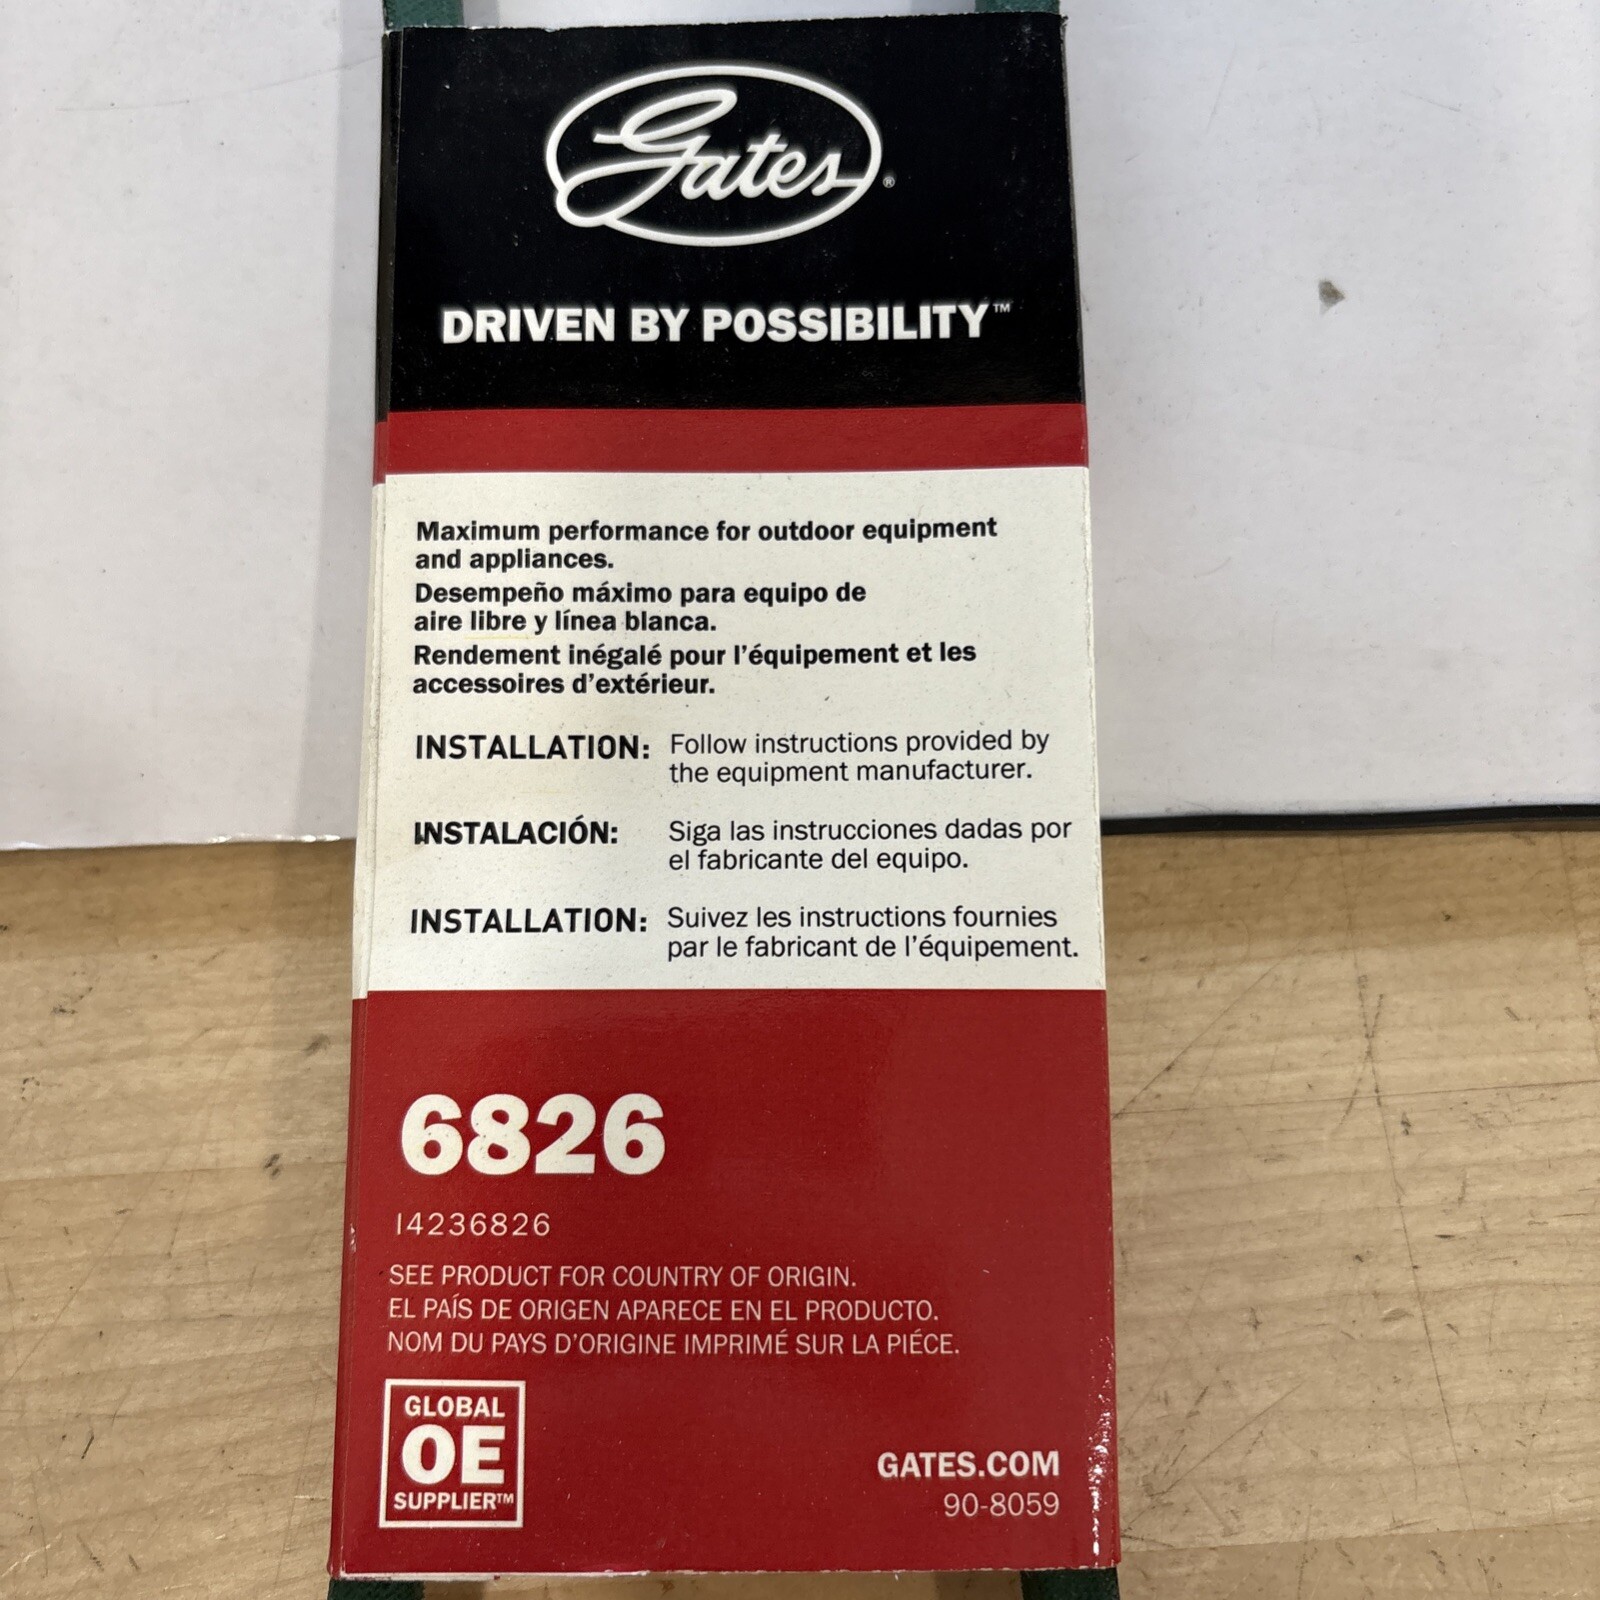 Gates®
DRIVEN BY POSSIBILITY™
Maximum performance for outdoor equipment
and appliances.
Desempeño máximo para equipo de
aire libre y línea blanca.
Rendement inégalé pour l'équipement et les
accessoires d'extérieur.
INSTALLATION: Follow instructions provided by
the equipment manufacturer.
INSTALACIÓN: Siga las instrucciones dadas por
el fabricante del equipo.
INSTALLATION: Suivez les instructions fournies
par le fabricant de l'équipement.
6826
14236826
SEE PRODUCT FOR COUNTRY OF ORIGIN.
EL PAÍS DE ORIGEN APARECE EN EL PRODUCTO.
NOM DU PAYS D'ORIGINE IMPRIMÉ SUR LA PIÉCE.
GLOBAL
OE
SUPPLIER™
GATES.COM
90-8059